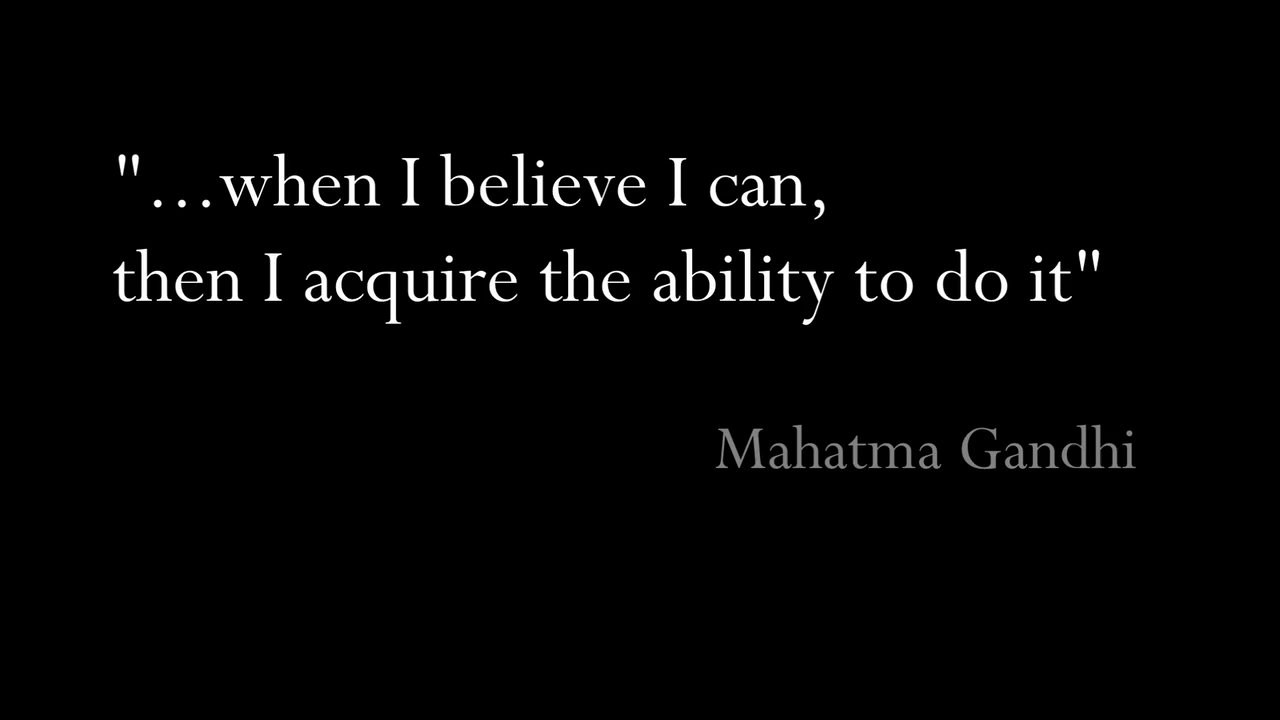 "...when I believe I can,
then I acquire the ability to do it"
Mahatma Gandhi